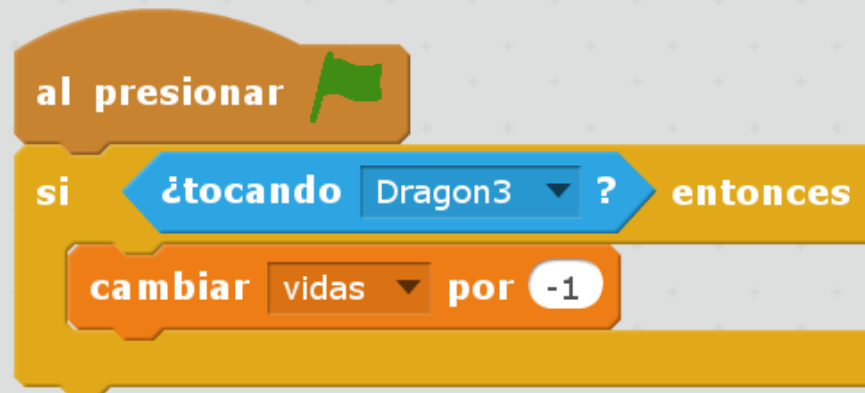 al presionar
si ¿tocando Dragon3 ? entonces
cambiar vidas por -1